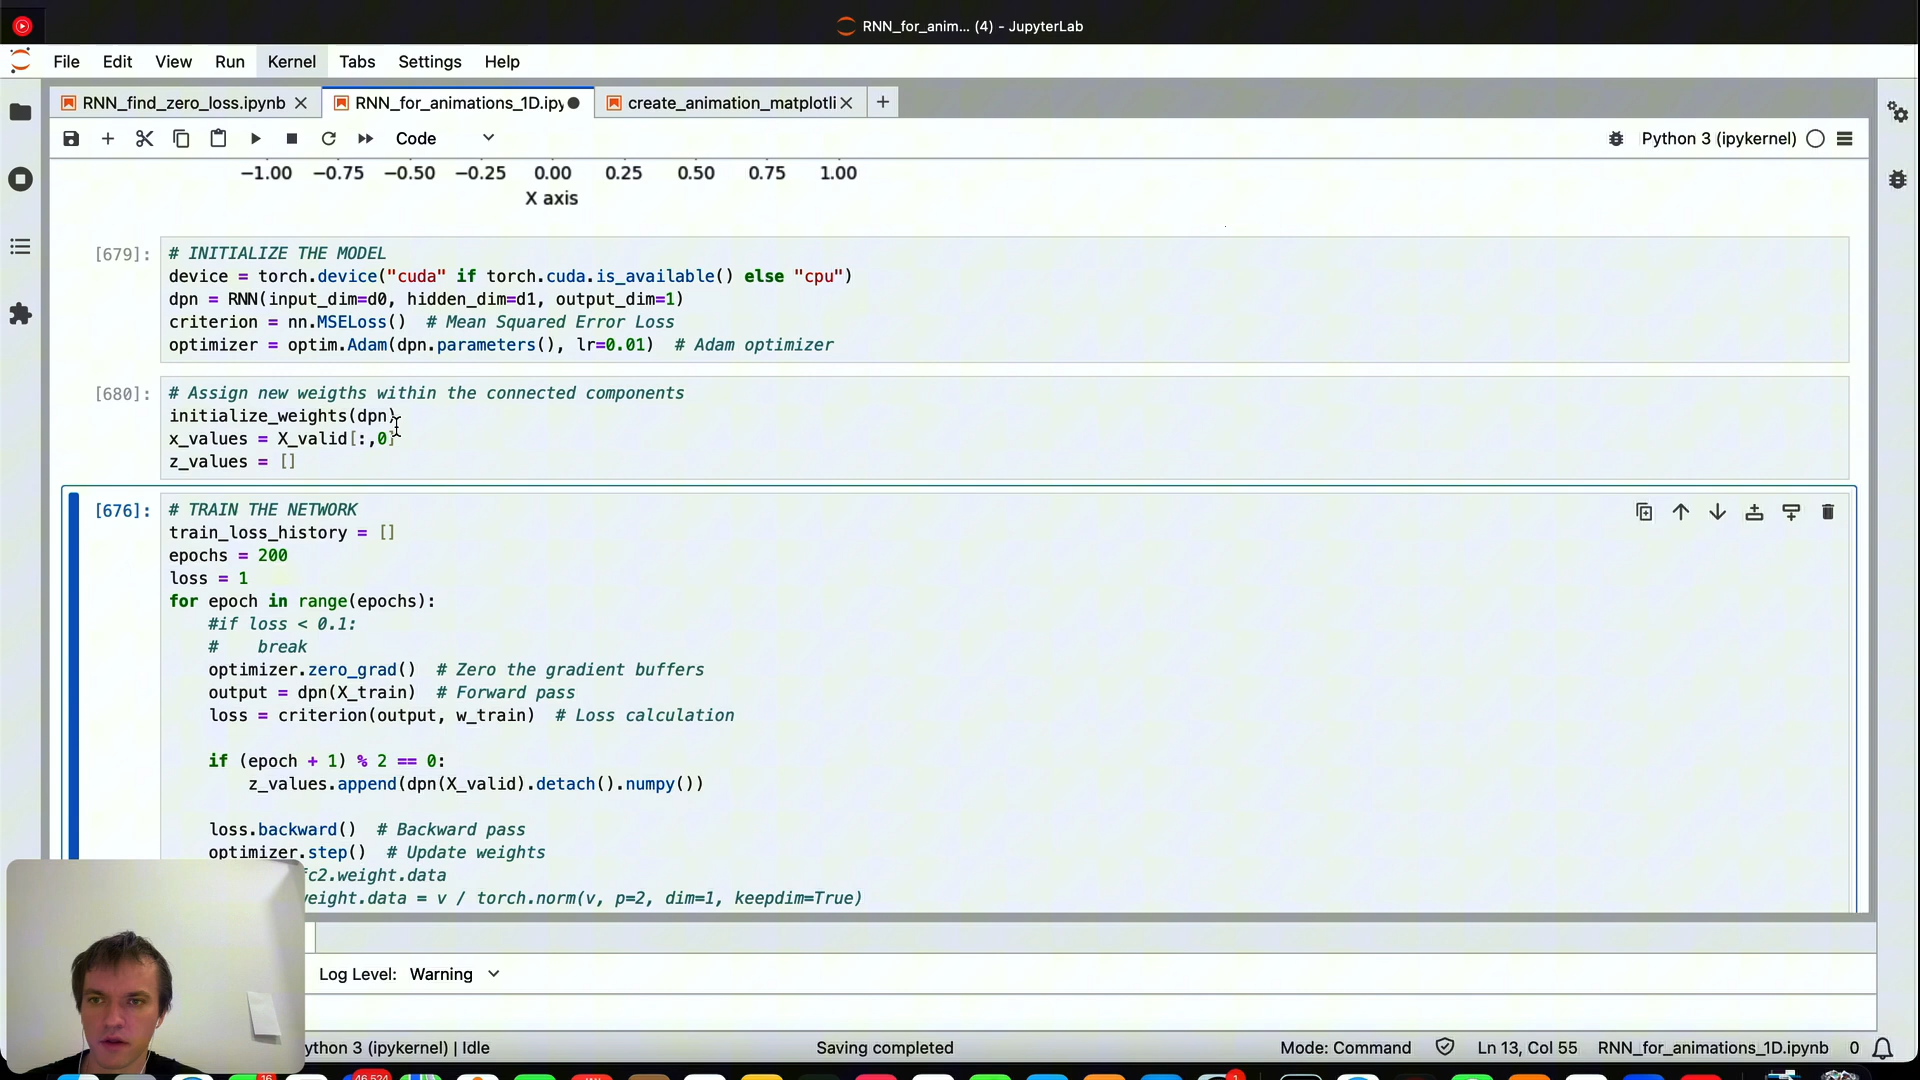 RNN_for_anim... (4) - JupyterLab
File Edit View Run Kernel Tabs Settings Help
RNN_find_zero_loss.ipynb RNN_for_animations_1D.ipy create_animation_matplotli
Code Python 3 (ipykernel)
−1.00 −0.75 −0.50 −0.25 0.00 0.25 0.50 0.75 1.00
X axis
[679]: # INITIALIZE THE MODEL
device = torch.device("cuda" if torch.cuda.is_available() else "cpu")
dpn = RNN(input_dim=d0, hidden_dim=d1, output_dim=1)
criterion = nn.MSELoss() # Mean Squared Error Loss
optimizer = optim.Adam(dpn.parameters(), lr=0.01) # Adam optimizer
[680]: # Assign new weigths within the connected components
initialize_weights(dpn)
x_values = X_valid[:,0]
z_values = []
[676]: # TRAIN THE NETWORK
train_loss_history = []
epochs = 200
loss = 1
for epoch in range(epochs):
#if loss < 0.1:
# break
optimizer.zero_grad() # Zero the gradient buffers
output = dpn(X_train) # Forward pass
loss = criterion(output, w_train) # Loss calculation
if (epoch + 1) % 2 == 0:
z_values.append(dpn(X_valid).detach().numpy())
loss.backward() # Backward pass
optimizer.step() # Update weights
fc2.weight.data
weight.data = v / torch.norm(v, p=2, dim=1, keepdim=True)
Log Level: Warning
ython 3 (ipykernel) | Idle Saving completed Mode: Command Ln 13, Col 55 RNN_for_animations_1D.ipynb 0
16 46,524 1